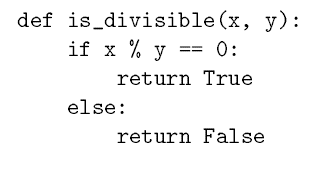 def is_divisible(x, y):
    if x % y == 0:
        return True
    else:
        return False